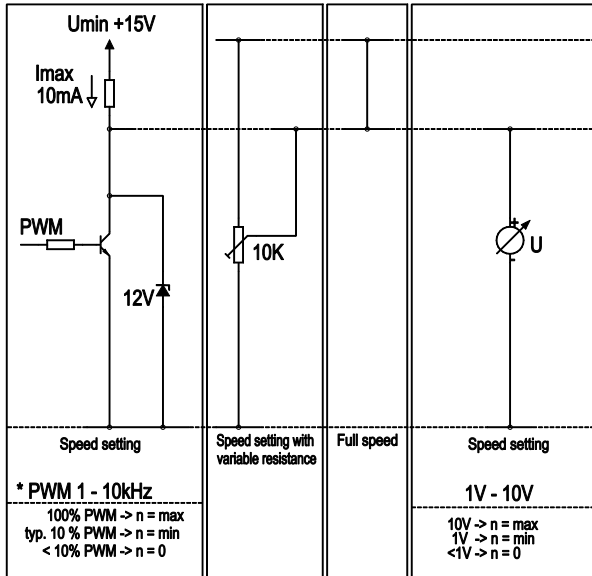 Umin +15V
Imax
10mA
PWM
12V
10K
+
U
-
Speed setting
Speed setting with
variable resistance
Full speed
Speed setting
* PWM 1 - 10kHz
100% PWM -> n = max
typ. 10 % PWM -> n = min
< 10% PWM -> n = 0
1V - 10V
10V -> n = max
1V -> n = min
<1V -> n = 0